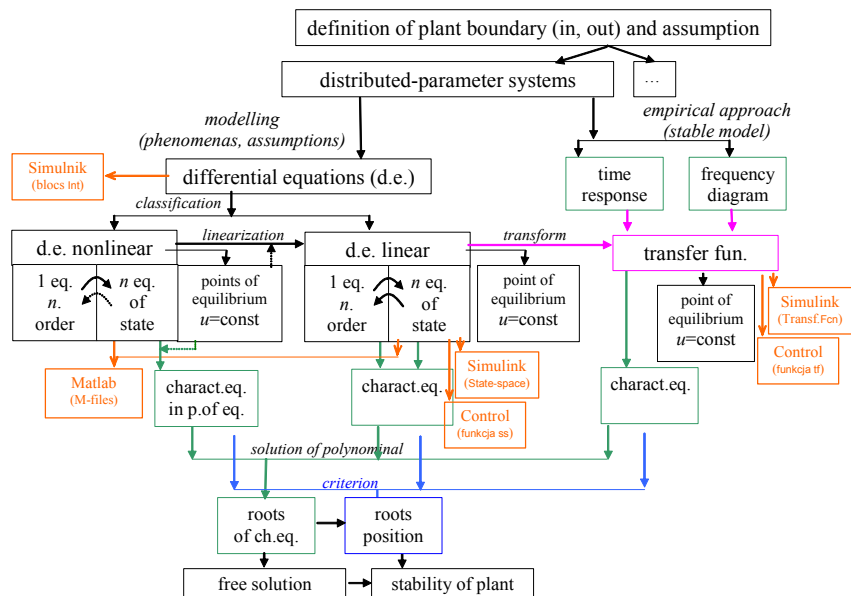 definition of plant boundary (in, out) and assumption
distributed-parameter systems
...
modelling
(phenomenas, assumptions)
empirical approach
(stable model)
Simulnik
(blocs Int)
differential equations (d.e.)
time
response
frequency
diagram
classification
d.e. nonlinear
linearization
d.e. linear
transform
transfer fun.
1 eq.
n.
order
n eq.
of
state
points of
equilibrium
u=const
1 eq.
n.
order
n eq.
of
state
point of
equilibrium
u=const
point of
equilibrium
u=const
Simulink
(Transf.Fcn)
Control
(funkcja tf)
Matlab
(M-files)
charact.eq.
in p.of eq.
charact.eq.
Simulink
(State-space)
Control
(funkcja ss)
charact.eq.
solution of polynominal
criterion
roots
of ch.eq.
roots
position
free solution
stability of plant